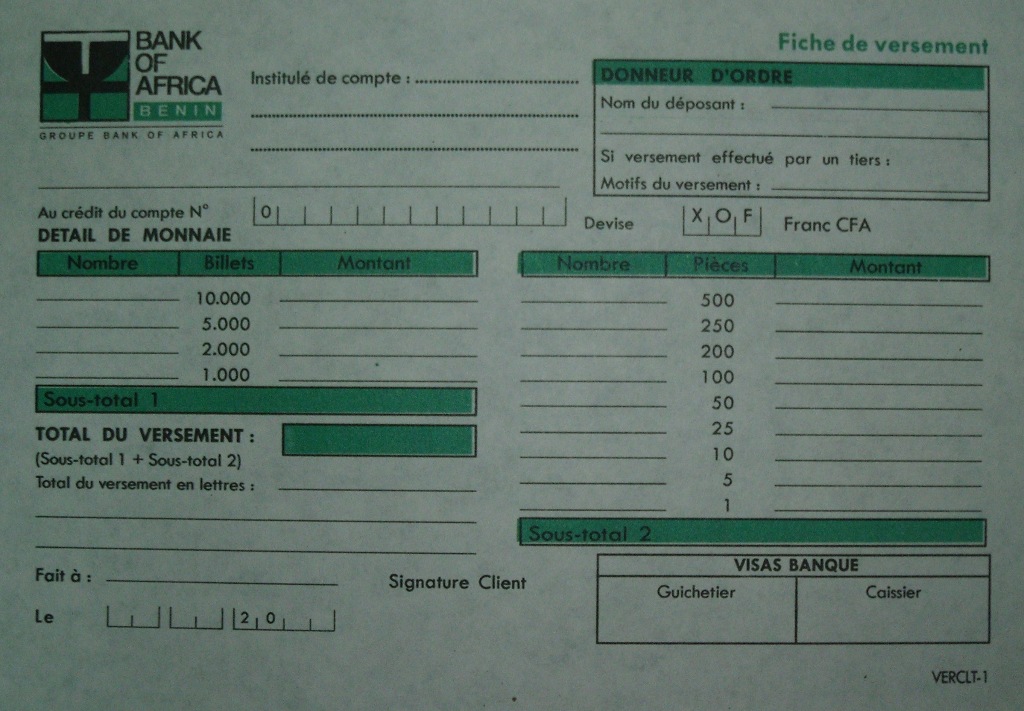 BANK
OF
AFRICA
BENIN
GROUPE BANK OF AFRICA
Institulé de compte :
Fiche de versement
DONNEUR D'ORDRE
Nom du déposant :
Si versement effectué par un tiers :
Motifs du versement :
Au crédit du compte N° 0
Devise X O F Franc CFA
DETAIL DE MONNAIE
Nombre Billets Montant
10.000
5.000
2.000
1.000
Sous-total 1
TOTAL DU VERSEMENT :
(Sous-total 1 + Sous-total 2)
Total du versement en lettres :
Nombre Pièces Montant
500
250
200
100
50
25
10
5
1
Sous-total 2
Fait à :
Signature Client
Le 2 0
VISAS BANQUE
Guichetier Caissier
VERCLT-1